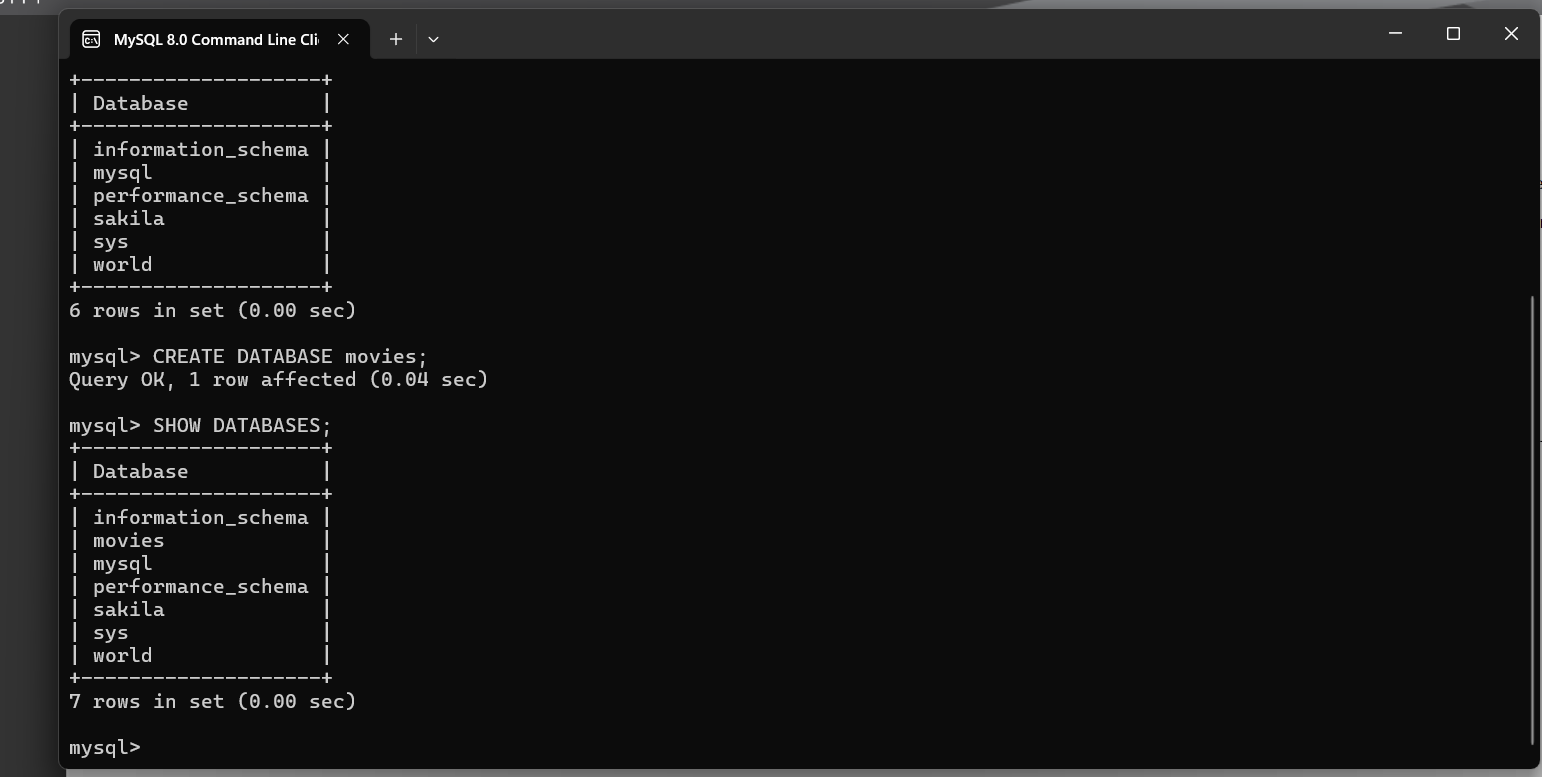 MySQL 8.0 Command Line Cli
+--------------------+
| Database           |
+--------------------+
| information_schema |
| mysql              |
| performance_schema |
| sakila             |
| sys                |
| world              |
+--------------------+
6 rows in set (0.00 sec)
mysql> CREATE DATABASE movies;
Query OK, 1 row affected (0.04 sec)
mysql> SHOW DATABASES;
+--------------------+
| Database           |
+--------------------+
| information_schema |
| movies             |
| mysql              |
| performance_schema |
| sakila             |
| sys                |
| world              |
+--------------------+
7 rows in set (0.00 sec)
mysql>